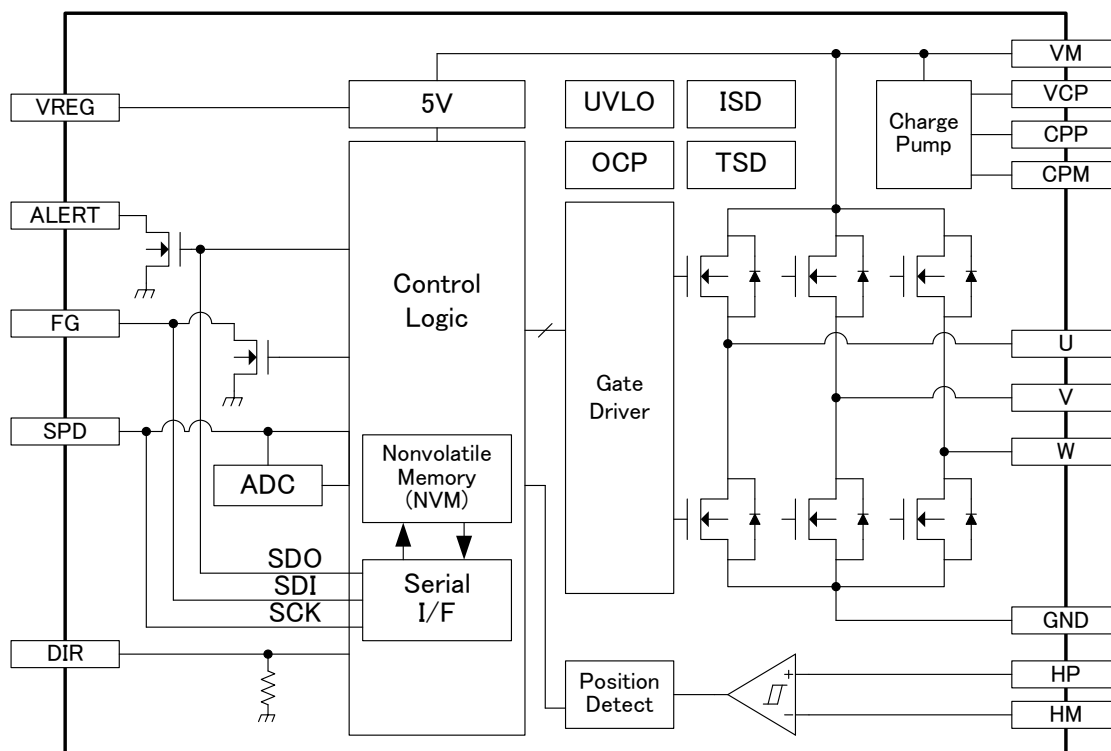 VM
5V
UVLO
ISD
VCP
VREG
Charge
Pump
CPP
OCP
TSD
CPM
ALERT
Control
Logic
FG
U
Gate
Driver
V
SPD
W
Nonvolatile
Memory
(NVM)
ADC
SDO
SDI
SCK
Serial
I/F
GND
DIR
Position
Detect
+
−
HP
HM